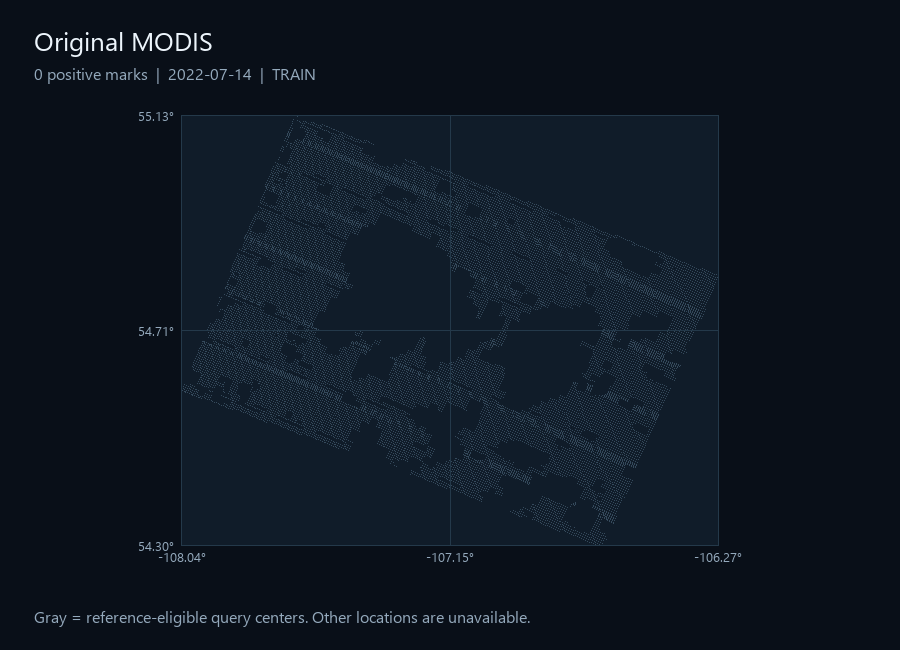 Original MODIS
0 positive marks | 2022-07-14 | TRAIN
55.13°
54.71°
54.30°
-108.04°
-107.15°
-106.27°
Gray = reference-eligible query centers. Other locations are unavailable.